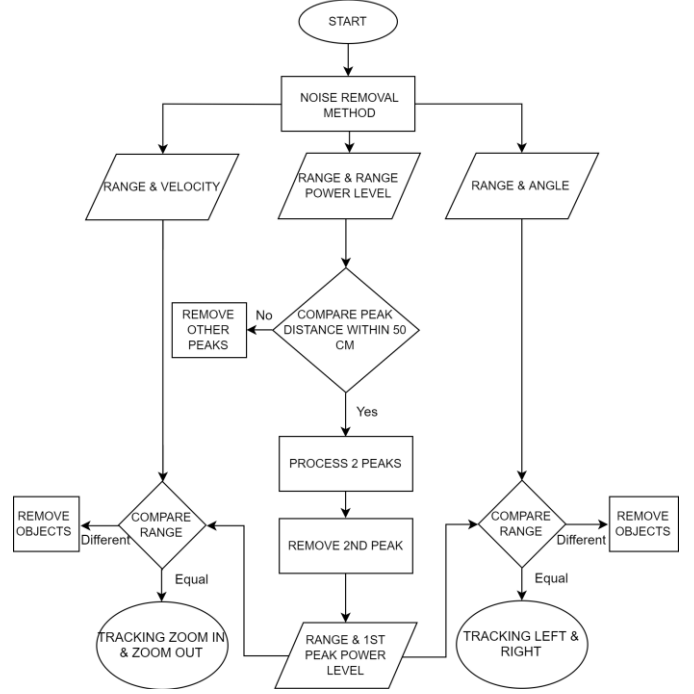 START
NOISE REMOVAL
METHOD
RANGE & VELOCITY
RANGE & RANGE
POWER LEVEL
RANGE & ANGLE
REMOVE
OTHER
PEAKS
No
COMPARE PEAK
DISTANCE WITHIN 50
CM
Yes
PROCESS 2 PEAKS
REMOVE
OBJECTS
Different
COMPARE
RANGE
REMOVE 2ND PEAK
COMPARE
RANGE
Different
REMOVE
OBJECTS
Equal
Equal
TRACKING ZOOM IN
& ZOOM OUT
RANGE & 1ST
PEAK POWER
LEVEL
TRACKING LEFT &
RIGHT